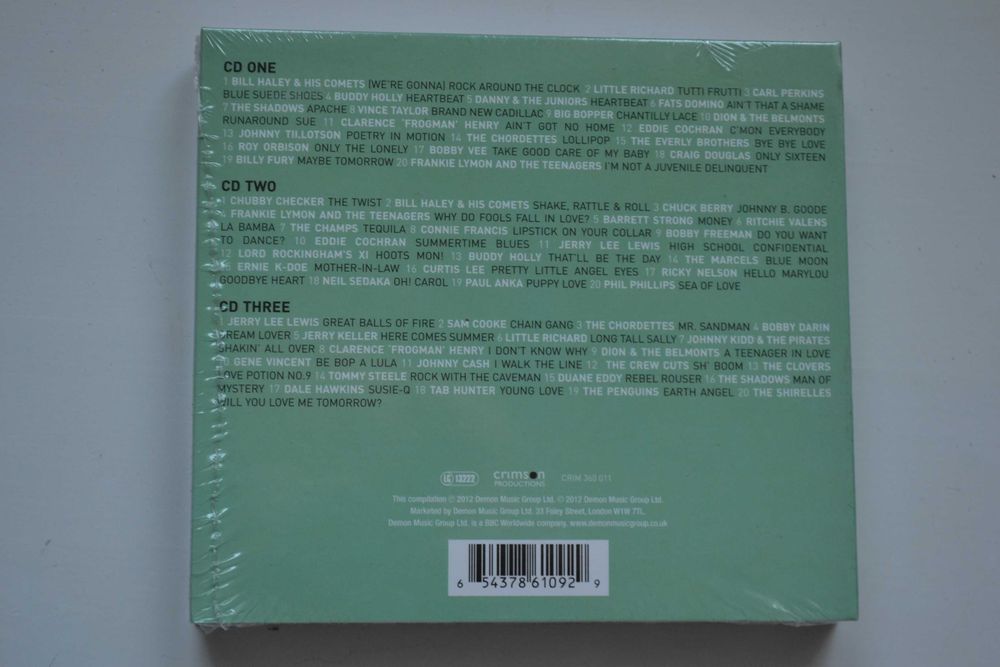 CD ONE
1 BILL HALEY & HIS COMETS (WE'RE GONNA) ROCK AROUND THE CLOCK 2 LITTLE RICHARD TUTTI FRUTTI 3 CARL PERKINS
BLUE SUEDE SHOES 4 BUDDY HOLLY HEARTBEAT 5 DANNY & THE JUNIORS HEARTBEAT 6 FATS DOMINO AIN'T THAT A SHAME
7 THE SHADOWS APACHE 8 VINCE TAYLOR BRAND NEW CADILLAC 9 BIG BOPPER CHANTILLY LACE 10 DION & THE BELMONTS
RUNAROUND SUE 11 CLARENCE 'FROGMAN' HENRY AIN'T GOT NO HOME 12 EDDIE COCHRAN C'MON EVERYBODY
13 JOHNNY TILLOTSON POETRY IN MOTION 14 THE CHORDETTES LOLLIPOP 15 THE EVERLY BROTHERS BYE BYE LOVE
16 ROY ORBISON ONLY THE LONELY 17 BOBBY VEE TAKE GOOD CARE OF MY BABY 18 CRAIG DOUGLAS ONLY SIXTEEN
19 BILLY FURY MAYBE TOMORROW 20 FRANKIE LYMON AND THE TEENAGERS I'M NOT A JUVENILE DELINQUENT
CD TWO
1 CHUBBY CHECKER THE TWIST 2 BILL HALEY & HIS COMETS SHAKE, RATTLE & ROLL 3 CHUCK BERRY JOHNNY B. GOODE
4 FRANKIE LYMON AND THE TEENAGERS WHY DO FOOLS FALL IN LOVE? 5 BARRETT STRONG MONEY 6 RITCHIE VALENS
LA BAMBA 7 THE CHAMPS TEQUILA 8 CONNIE FRANCIS LIPSTICK ON YOUR COLLAR 9 BOBBY FREEMAN DO YOU WANT
TO DANCE? 10 EDDIE COCHRAN SUMMERTIME BLUES 11 JERRY LEE LEWIS HIGH SCHOOL CONFIDENTIAL
12 LORD ROCKINGHAM'S XI HOOTS MON! 13 BUDDY HOLLY THAT'LL BE THE DAY 14 THE MARCELS BLUE MOON
15 ERNIE K-DOE MOTHER-IN-LAW 16 CURTIS LEE PRETTY LITTLE ANGEL EYES 17 RICKY NELSON HELLO MARYLOU
GOODBYE HEART 18 NEIL SEDAKA OH! CAROL 19 PAUL ANKA PUPPY LOVE 20 PHIL PHILLIPS SEA OF LOVE
CD THREE
1 JERRY LEE LEWIS GREAT BALLS OF FIRE 2 SAM COOKE CHAIN GANG 3 THE CHORDETTES MR. SANDMAN 4 BOBBY DARIN
DREAM LOVER 5 JERRY KELLER HERE COMES SUMMER 6 LITTLE RICHARD LONG TALL SALLY 7 JOHNNY KIDD & THE PIRATES
SHAKIN' ALL OVER 8 CLARENCE 'FROGMAN' HENRY I DON'T KNOW WHY 9 DION & THE BELMONTS A TEENAGER IN LOVE
10 GENE VINCENT BE BOP A LULA 11 JOHNNY CASH I WALK THE LINE 12 THE CREW CUTS SH' BOOM 13 THE CLOVERS
LOVE POTION NO.9 14 TOMMY STEELE ROCK WITH THE CAVEMAN 15 DUANE EDDY REBEL ROUSER 16 THE SHADOWS MAN OF
MYSTERY 17 DALE HAWKINS SUSIE-Q 18 TAB HUNTER YOUNG LOVE 19 THE PENGUINS EARTH ANGEL 20 THE SHIRELLES
WILL YOU LOVE ME TOMORROW?
LC 13222 crimson PRODUCTIONS CRIM 360 011
This compilation ℗ 2012 Demon Music Group Ltd. © 2012 Demon Music Group Ltd.
Marketed by Demon Music Group Ltd. 33 Foley Street, London W1W 7TL.
Demon Music Group Ltd. is a BBC Worldwide company. www.demonmusicgroup.co.uk
6 54378 61092 9